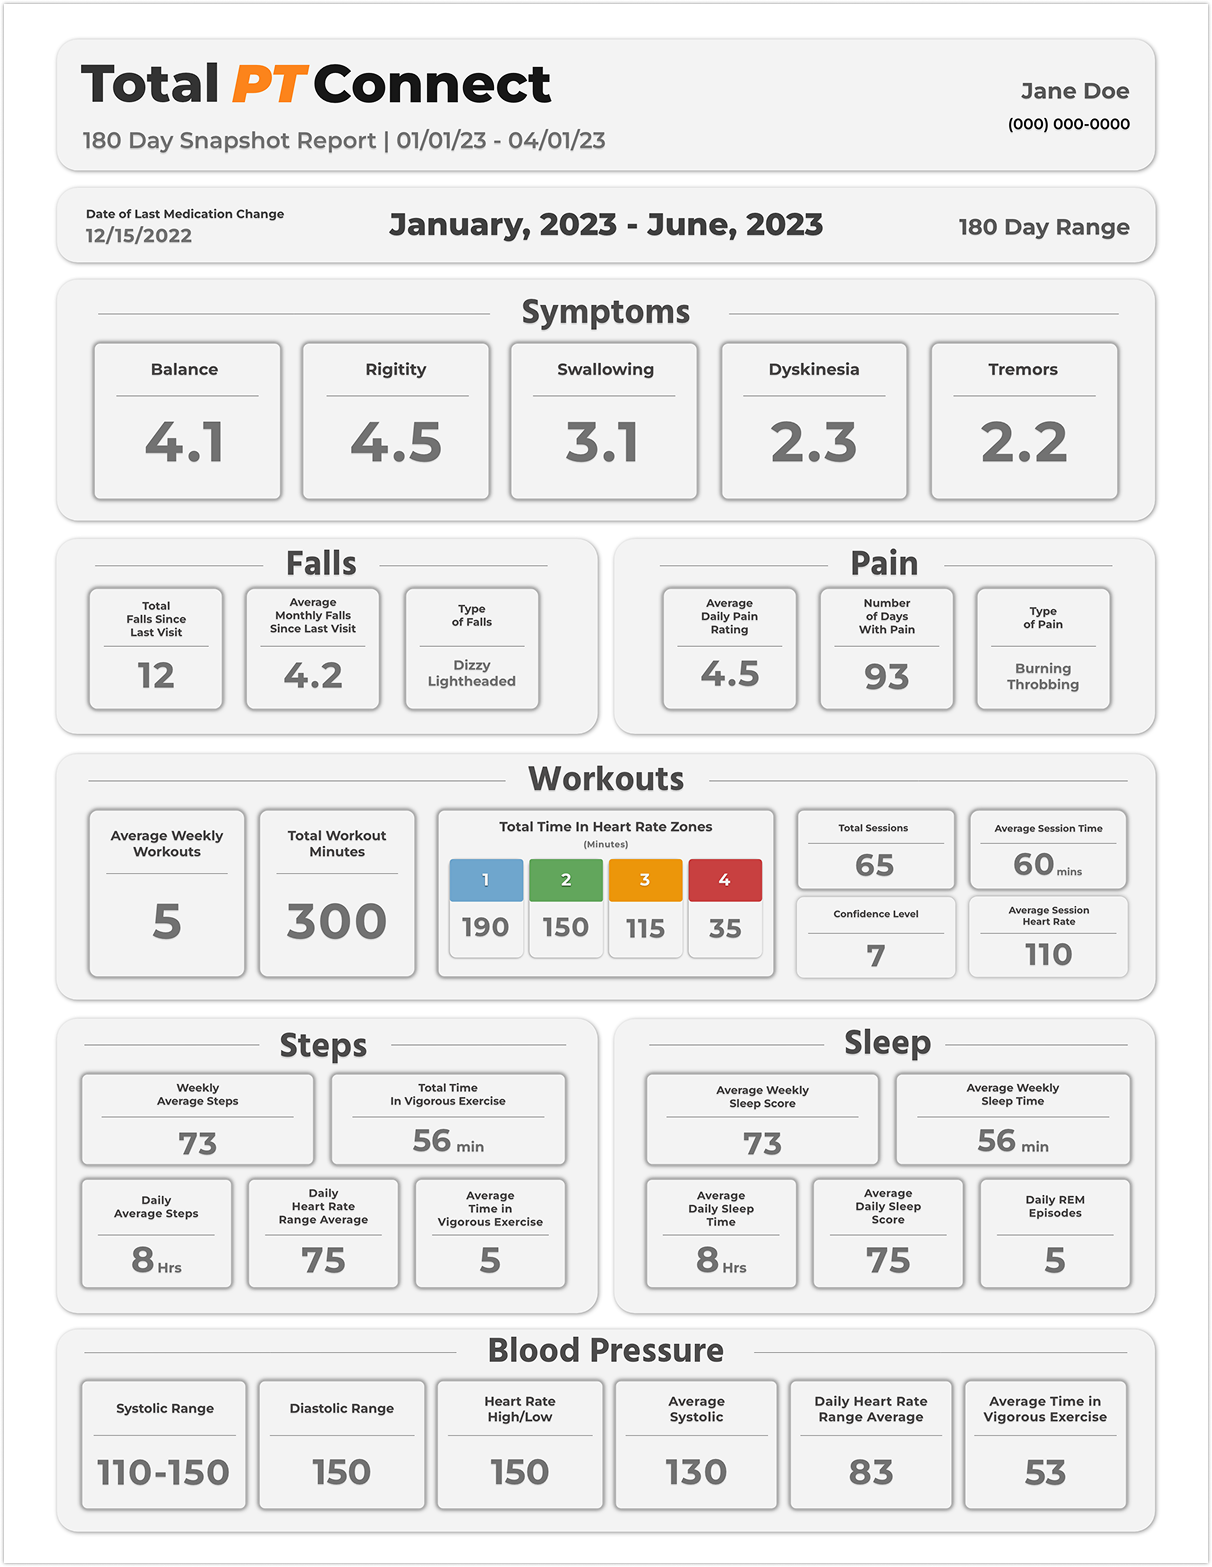 Total PT Connect
180 Day Snapshot Report | 01/01/23 - 04/01/23
Jane Doe
(000) 000-0000
Date of Last Medication Change
12/15/2022
January, 2023 - June, 2023
180 Day Range
Symptoms
Balance
4.1
Rigitity
4.5
Swallowing
3.1
Dyskinesia
2.3
Tremors
2.2
Falls
Total
Falls Since
Last Visit
12
Average
Monthly Falls
Since Last Visit
4.2
Type
of Falls
Dizzy
Lightheaded
Pain
Average
Daily Pain
Rating
4.5
Number
of Days
With Pain
93
Type
of Pain
Burning
Throbbing
Workouts
Average Weekly
Workouts
5
Total Workout
Minutes
300
Total Time In Heart Rate Zones
(Minutes)
1 2 3 4
190 150 115 35
Total Sessions
65
Average Session Time
60 mins
Confidence Level
7
Average Session
Heart Rate
110
Steps
Weekly
Average Steps
73
Total Time
In Vigorous Exercise
56 min
Daily
Average Steps
8 Hrs
Daily
Heart Rate
Range Average
75
Average
Time in
Vigorous Exercise
5
Sleep
Average Weekly
Sleep Score
73
Average Weekly
Sleep Time
56 min
Average
Daily Sleep
Time
8 Hrs
Average
Daily Sleep
Score
75
Daily REM
Episodes
5
Blood Pressure
Systolic Range
110-150
Diastolic Range
150
Heart Rate
High/Low
150
Average
Systolic
130
Daily Heart Rate
Range Average
83
Average Time in
Vigorous Exercise
53